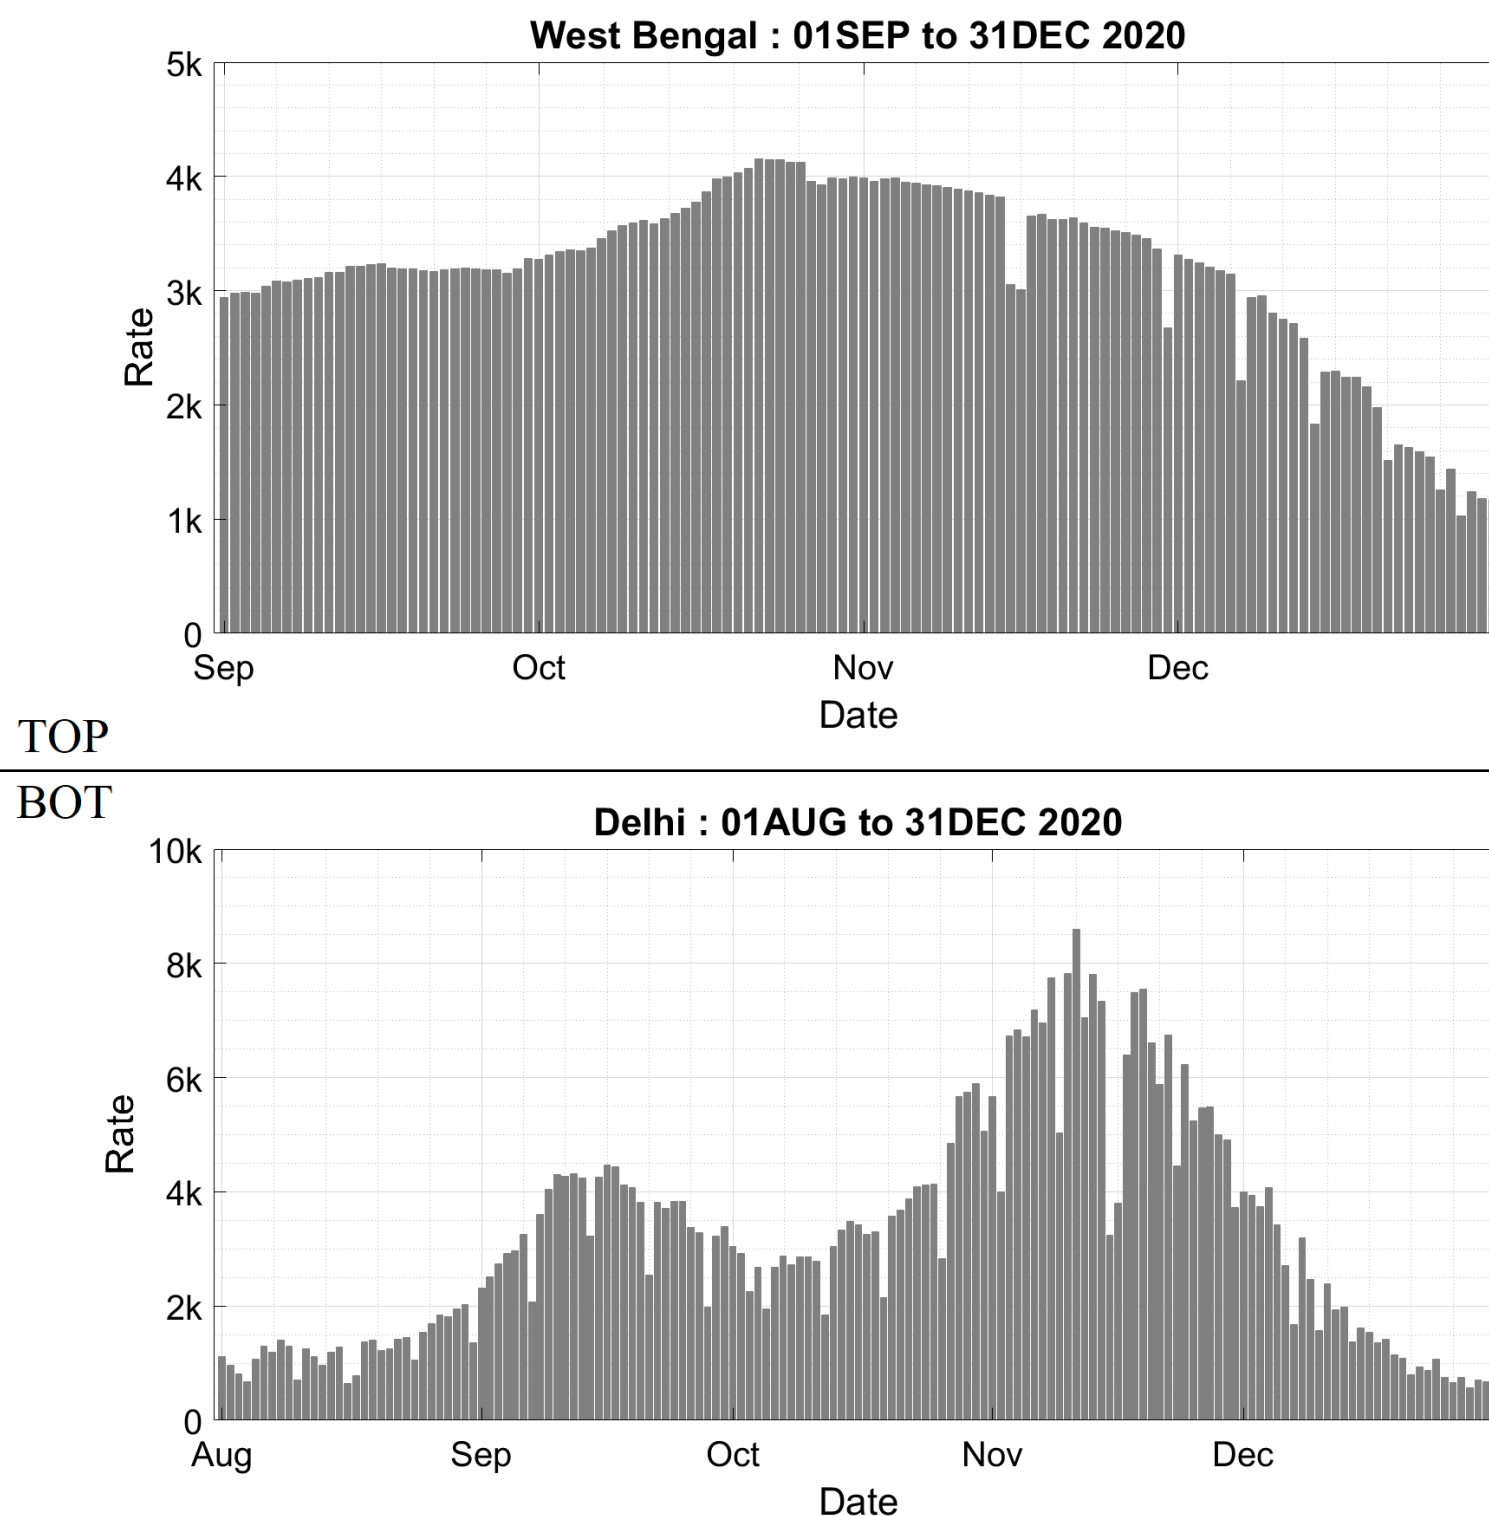 West Bengal : 01SEP to 31DEC 2020
5k
4k
3k
2k
1k
0
Rate
Sep Oct Nov Dec
Date
TOP
BOT
Delhi : 01AUG to 31DEC 2020
10k
8k
6k
4k
2k
0
Rate
Aug Sep Oct Nov Dec
Date